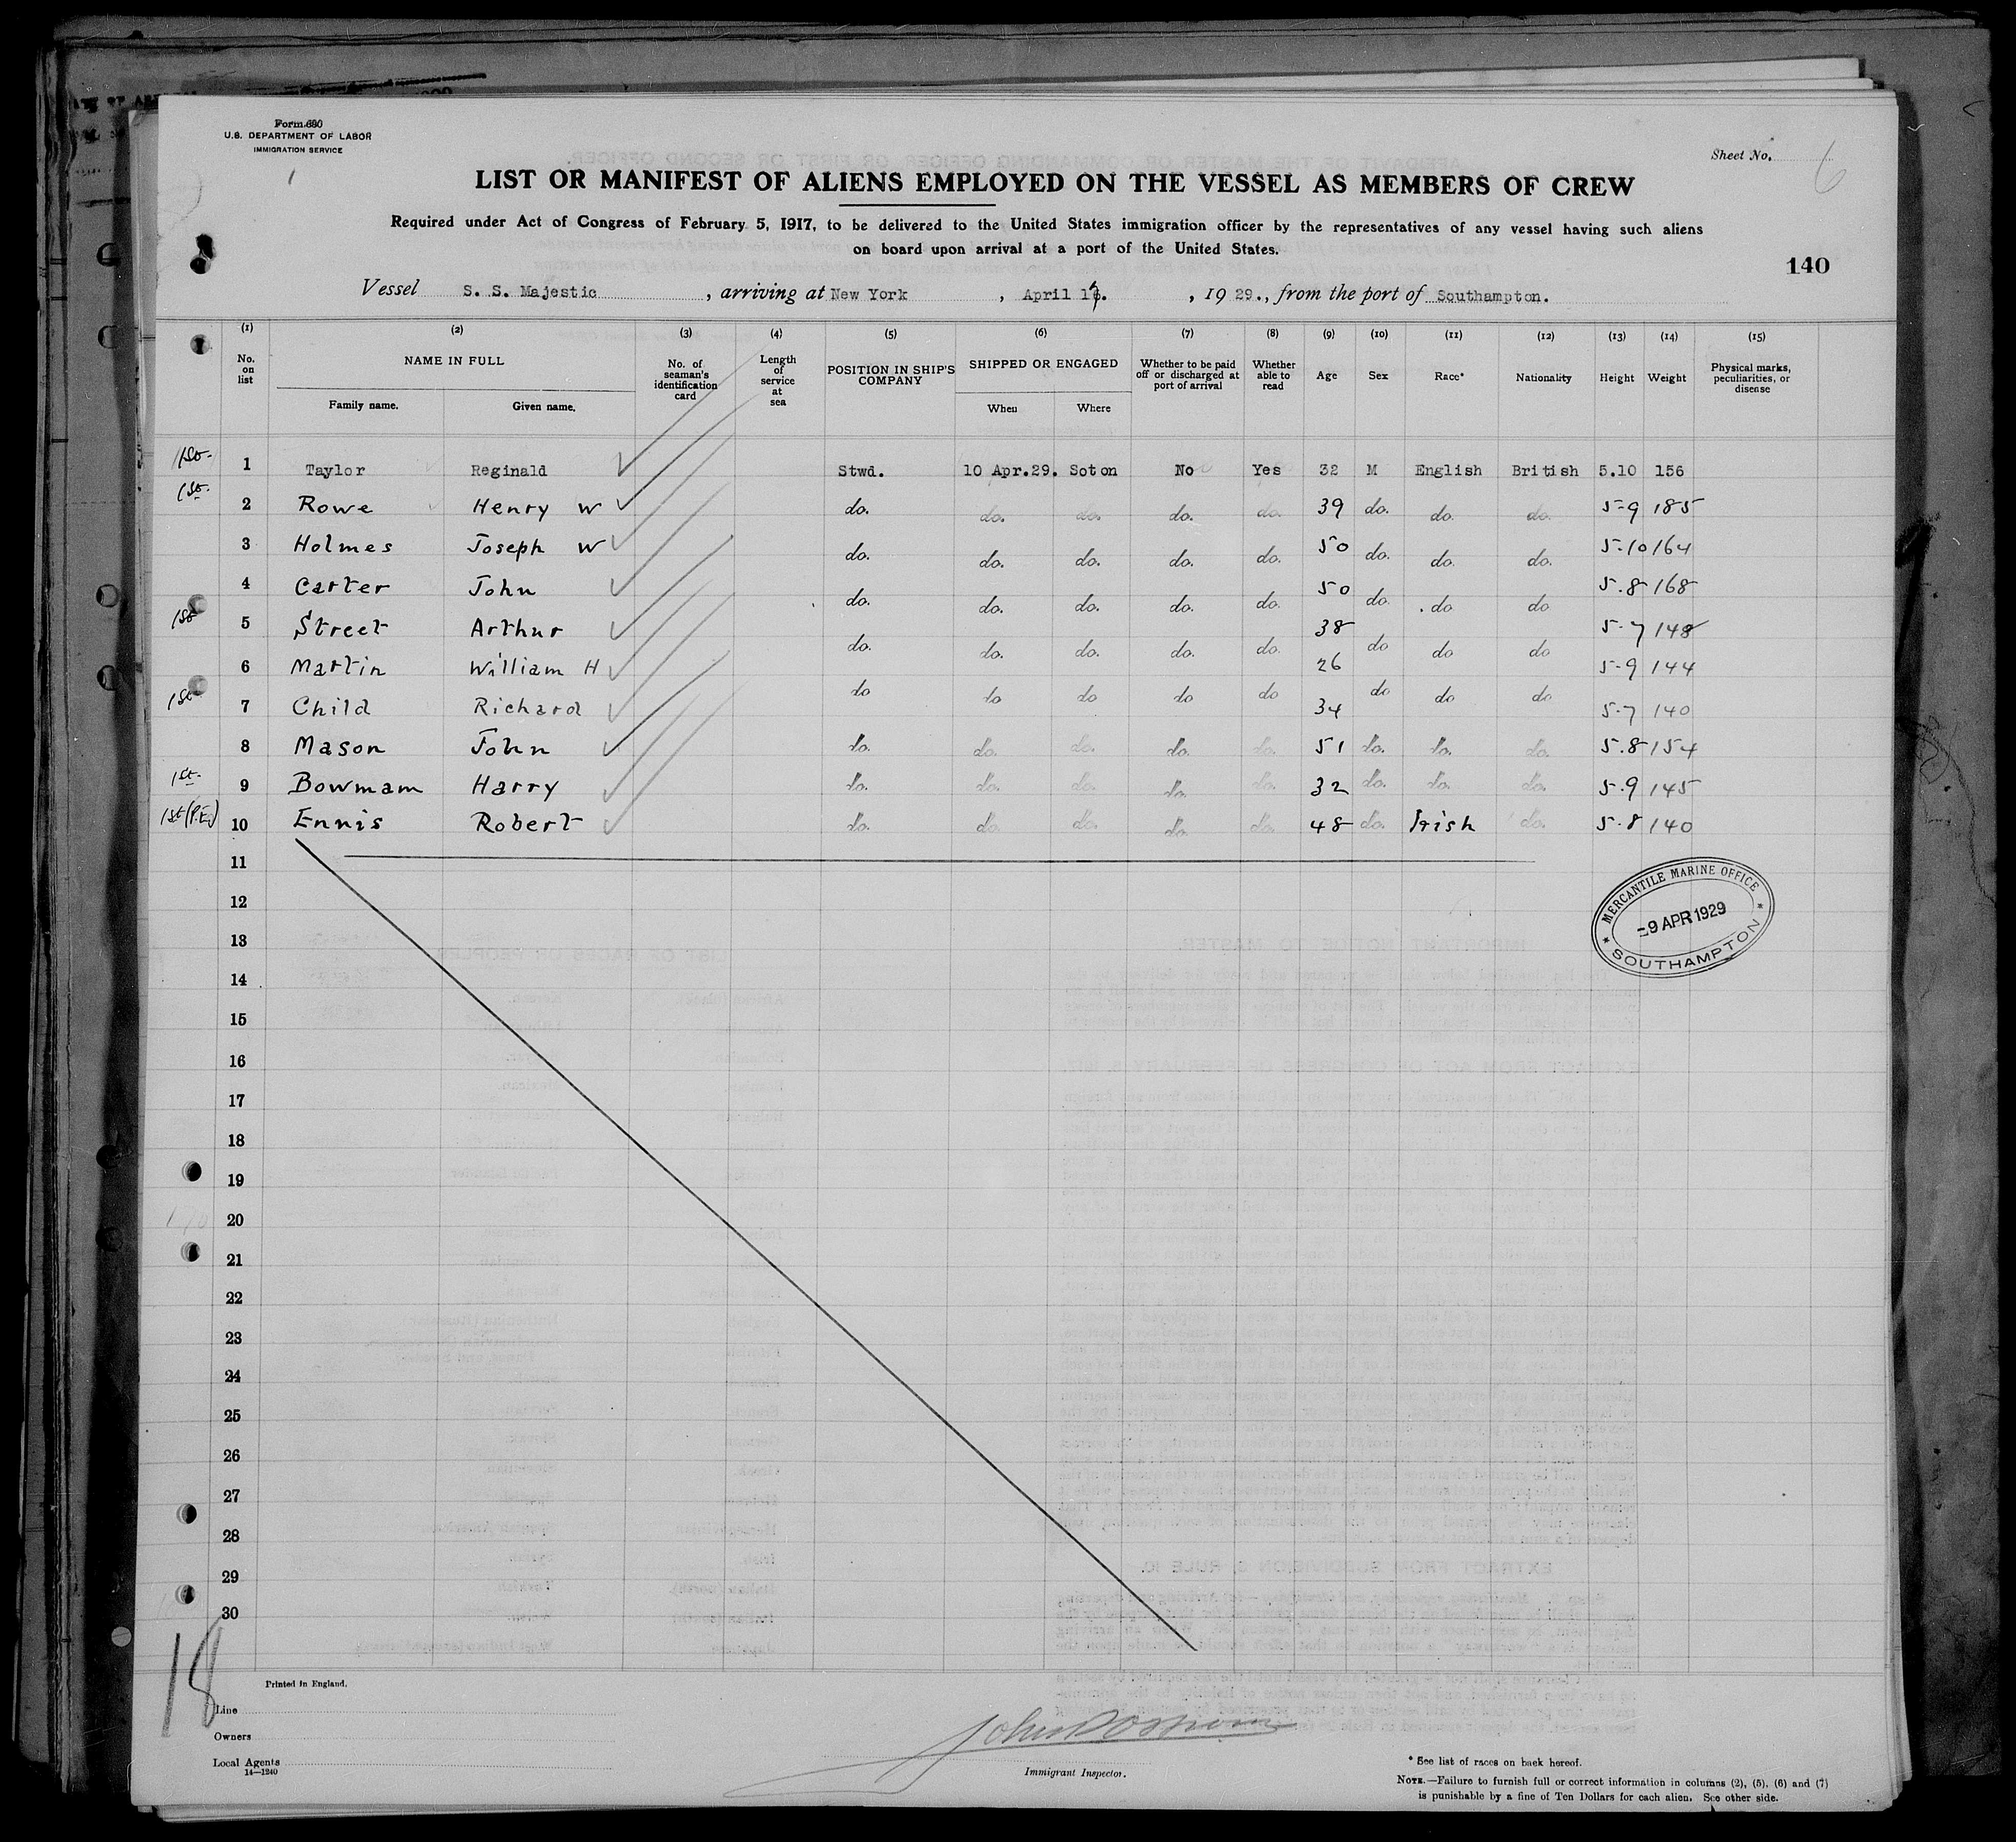 Form 680
U.S. DEPARTMENT OF LABOR
IMMIGRATION SERVICE
Sheet No. 6
LIST OR MANIFEST OF ALIENS EMPLOYED ON THE VESSEL AS MEMBERS OF CREW
Required under Act of Congress of February 5, 1917, to be delivered to the United States immigration officer by the representatives of any vessel having such aliens
on board upon arrival at a port of the United States.
140
Vessel S. S. Majestic , arriving at New York , April , 19 29., from the port of Southampton.
(1) (2) (3) (4) (5) (6) (7) (8) (9) (10) (11) (12) (13) (14) (15)
No. on list NAME IN FULL Family name. Given name. No. of seaman's identification card Length of service at sea POSITION IN SHIP'S COMPANY SHIPPED OR ENGAGED When Where Whether to be paid off or discharged at port of arrival Whether able to read Age Sex Race* Nationality Height Weight Physical marks, peculiarities, or disease
1st. 1 Taylor Reginald Stwd. 10 Apr.29. Soton No Yes 32 M English British 5.10 156
1st. 2 Rowe Henry W do. do. do. do. do. 39 do. do. do. 5-9 185
3 Holmes Joseph W do. do. do. do. do. 50 do. do. do. 5.10 164
4 Carter John do. do. do. do. do. 50 do. do do 5.8 168
1st 5 Street Arthur do. do. do. do. do. 38 do do do 5.7 148
6 Martin William H do do do do do 26 do do do 5-9 144
1st 7 Child Richard 34 5.7 140
8 Mason John do. do. do. do. do. 51 do. do. do. 5.8 154
1st. 9 Bowmam Harry do. do. do. do. do. 32 do. do. do. 5.9 145
1st (P.E.) 10 Ennis Robert do. do. do. do. do. 48 do. Irish do. 5.8 140
11
12
13
14
15
16
17
18
19
20
21
22
23
24
25
26
27
28
29
30
MERCANTILE MARINE OFFICE
9 APR 1929
SOUTHAMPTON
18
Printed in England.
Line
Owners
Local Agents
14—1240
Immigrant Inspector.
* See list of races on back hereof.
NOTE.—Failure to furnish full or correct information in columns (2), (5), (6) and (7)
is punishable by a fine of Ten Dollars for each alien. See other side.